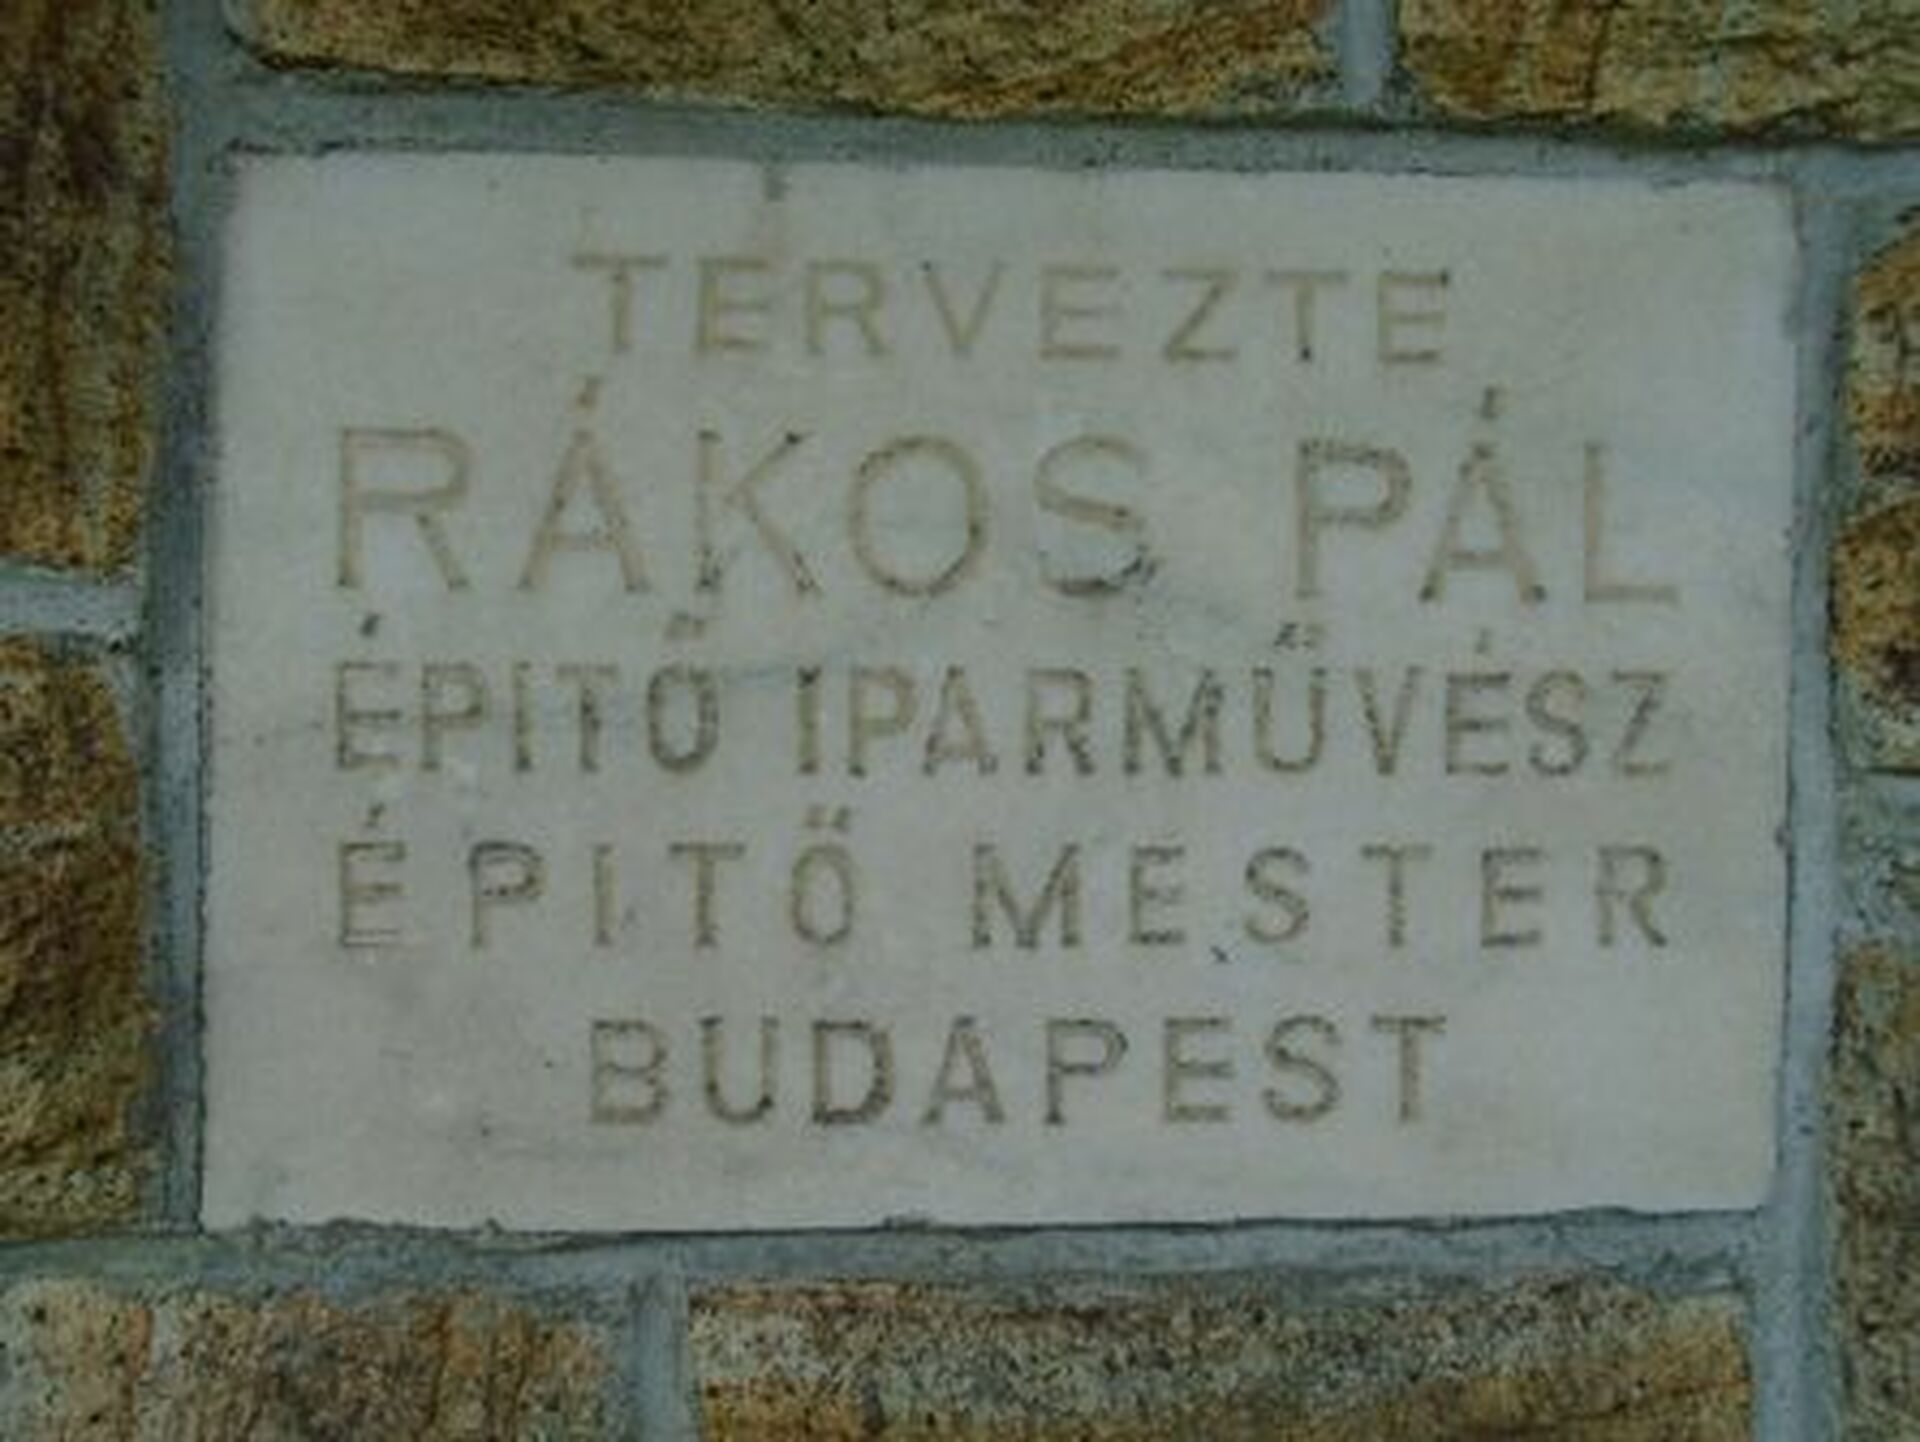 TERVEZTE
RÁKOS PÁL
ÉPITŐ IPARMŰVÉSZ
ÉPITŐ MESTER
BUDAPEST